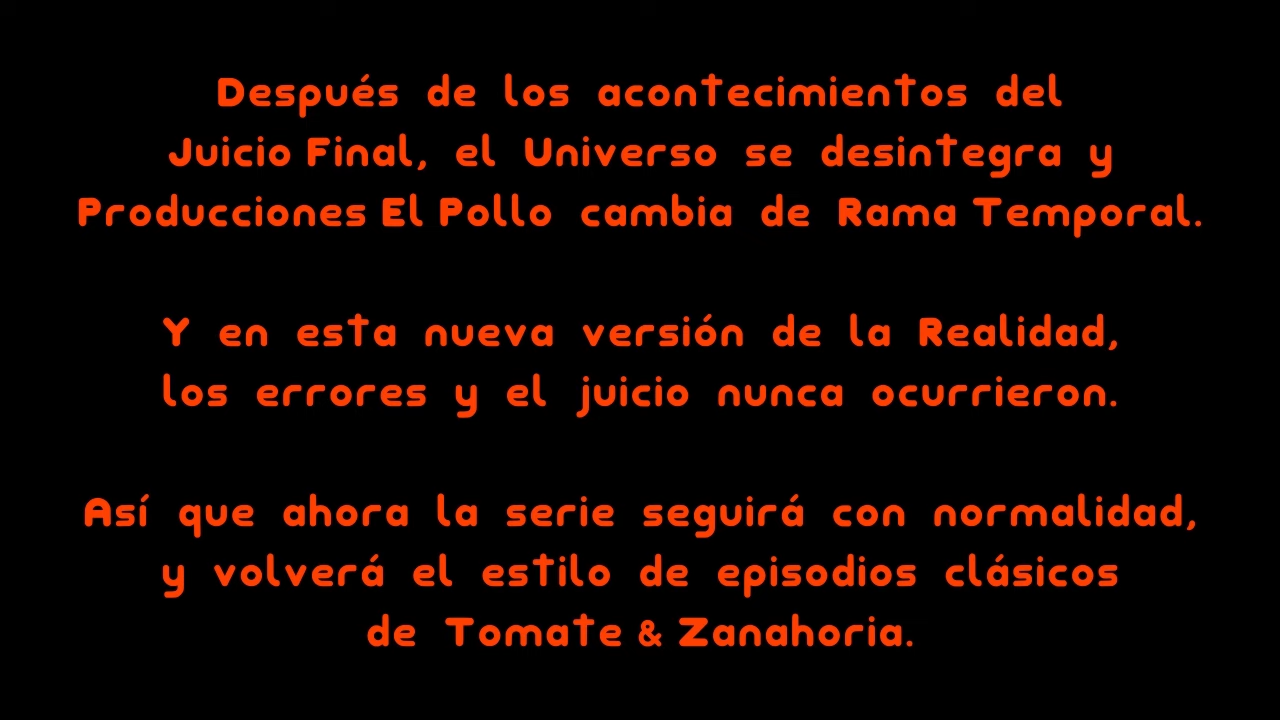 Después de los acontecimientos del
Juicio Final, el Universo se desintegra y
Producciones El Pollo cambia de Rama Temporal.
Y en esta nueva versión de la Realidad,
los errores y el juicio nunca ocurrieron.
Así que ahora la serie seguirá con normalidad,
y volverá el estilo de episodios clásicos
de Tomate & Zanahoria.